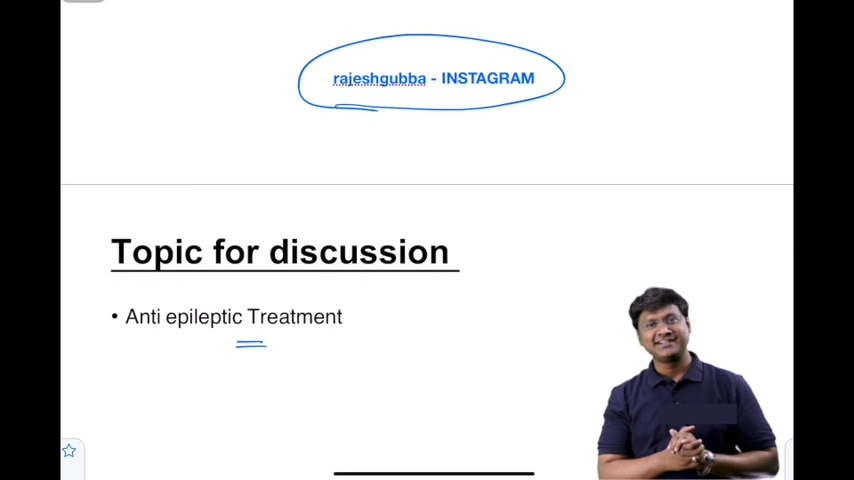 rajeshgubba - INSTAGRAM
Topic for discussion
• Anti epileptic Treatment